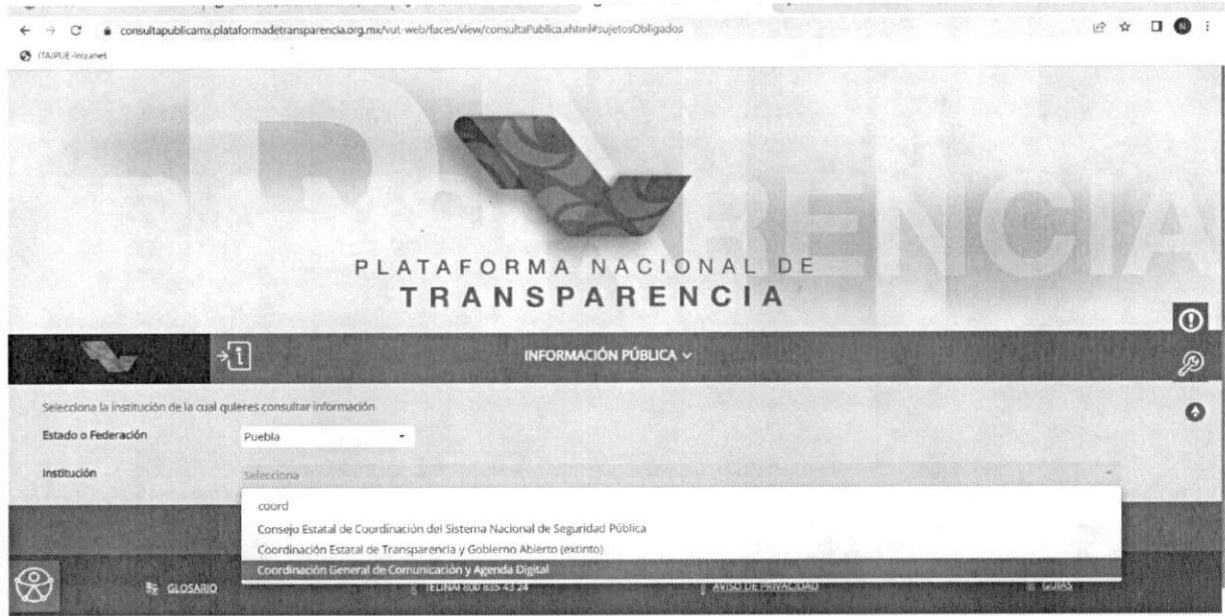 consultapublicamx.plataformadetransparencia.org.mx/vut-web/faces/view/consultaPublica.xhtml#sujetosObligados
ITAIPUE-Intranet
PLATAFORMA NACIONAL DE
TRANSPARENCIA
INFORMACIÓN PÚBLICA
Selecciona la institución de la cual quieres consultar información
Estado o Federación
Puebla
Institución
Selecciona
coord
Consejo Estatal de Coordinación del Sistema Nacional de Seguridad Pública
Coordinación Estatal de Transparencia y Gobierno Abierto (extinto)
Coordinación General de Comunicación y Agenda Digital
GLOSARIO
TELINAI 800 835 43 24
AVISO DE PRIVACIDAD
GUÍAS